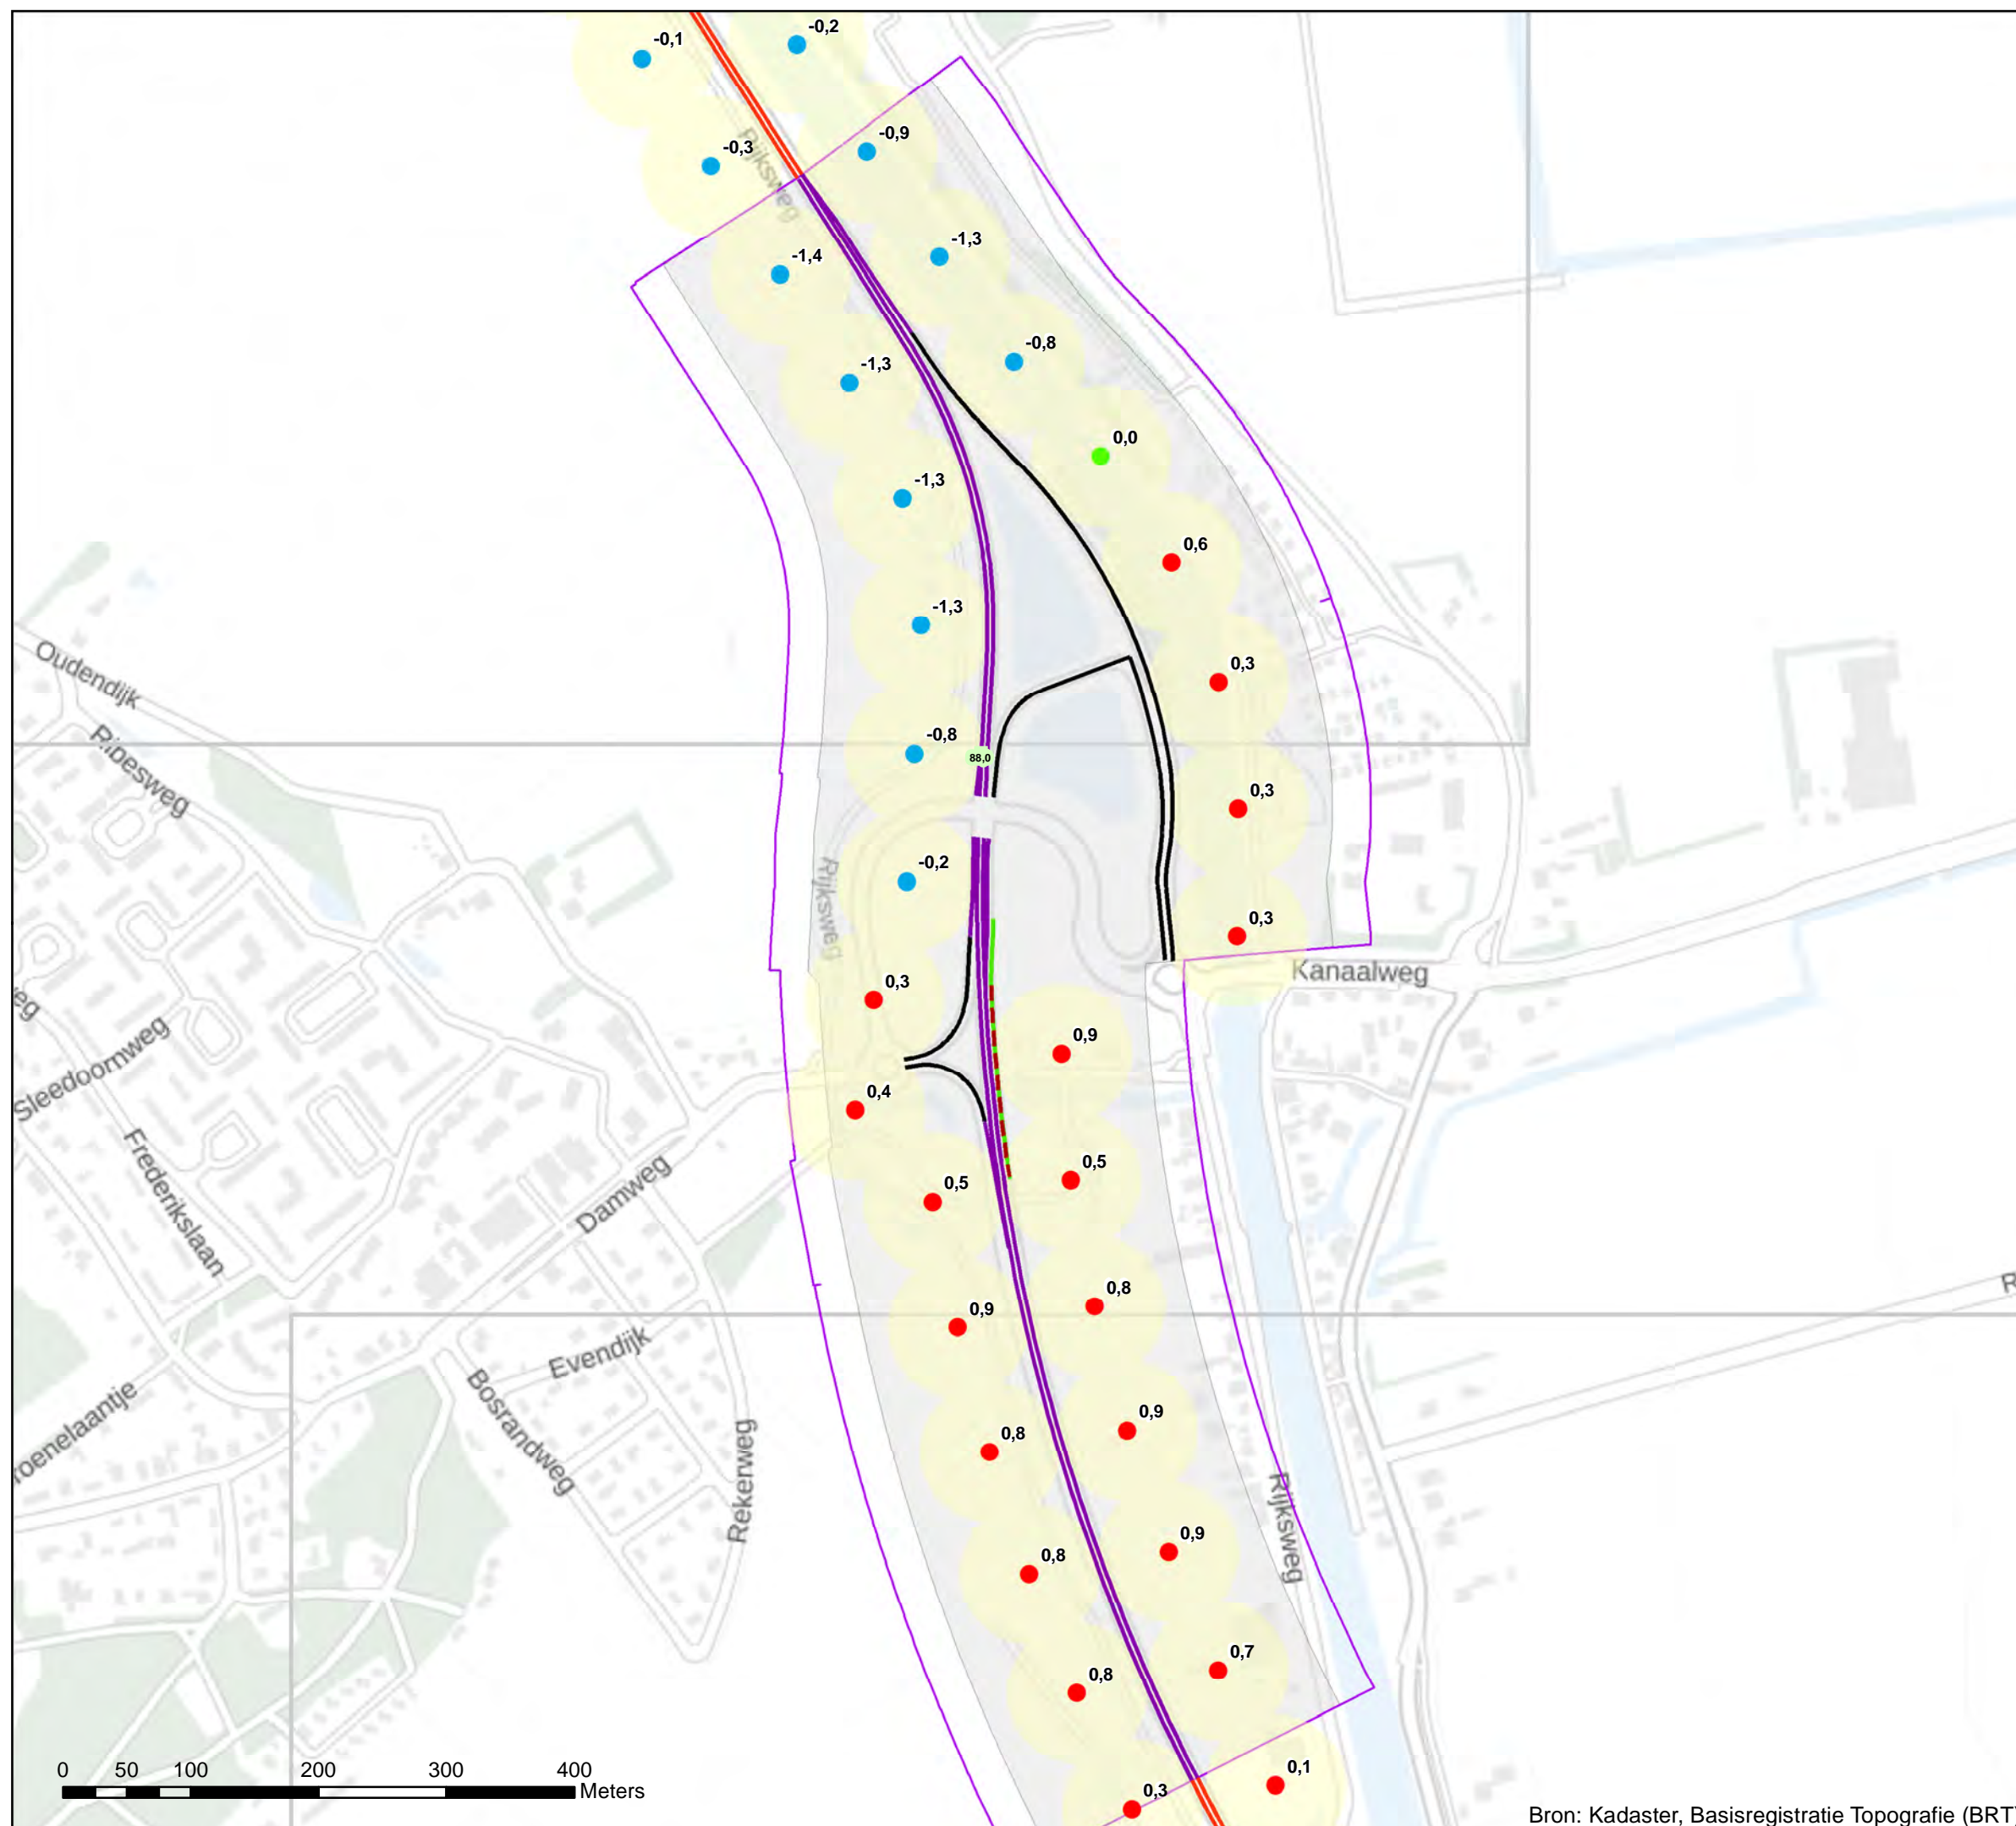 -0,2
-0,1
-0,9
-0,3
Rijksweg
-1,3
-1,4
-0,8
-1,3
0,0
-1,3
0,6
-1,3
Oudendijk
0,3
Ribesweg
-0,8
88,0
0,3
-0,2
Rijksweg
0,3
Kanaalweg
0,3
Sleedoornweg
0,9
0,4
Frederikslaan
Damweg
0,5
0,5
0,8
0,9
Evendijk
Bosrandweg
roenelaantje
0,9
0,8
Rekerweg
Rijksweg
0,9
0,8
0,7
0,8
0 50 100 200 300 400
Meters
0,1
0,3
Bron: Kadaster, Basisregistratie Topografie (BRT